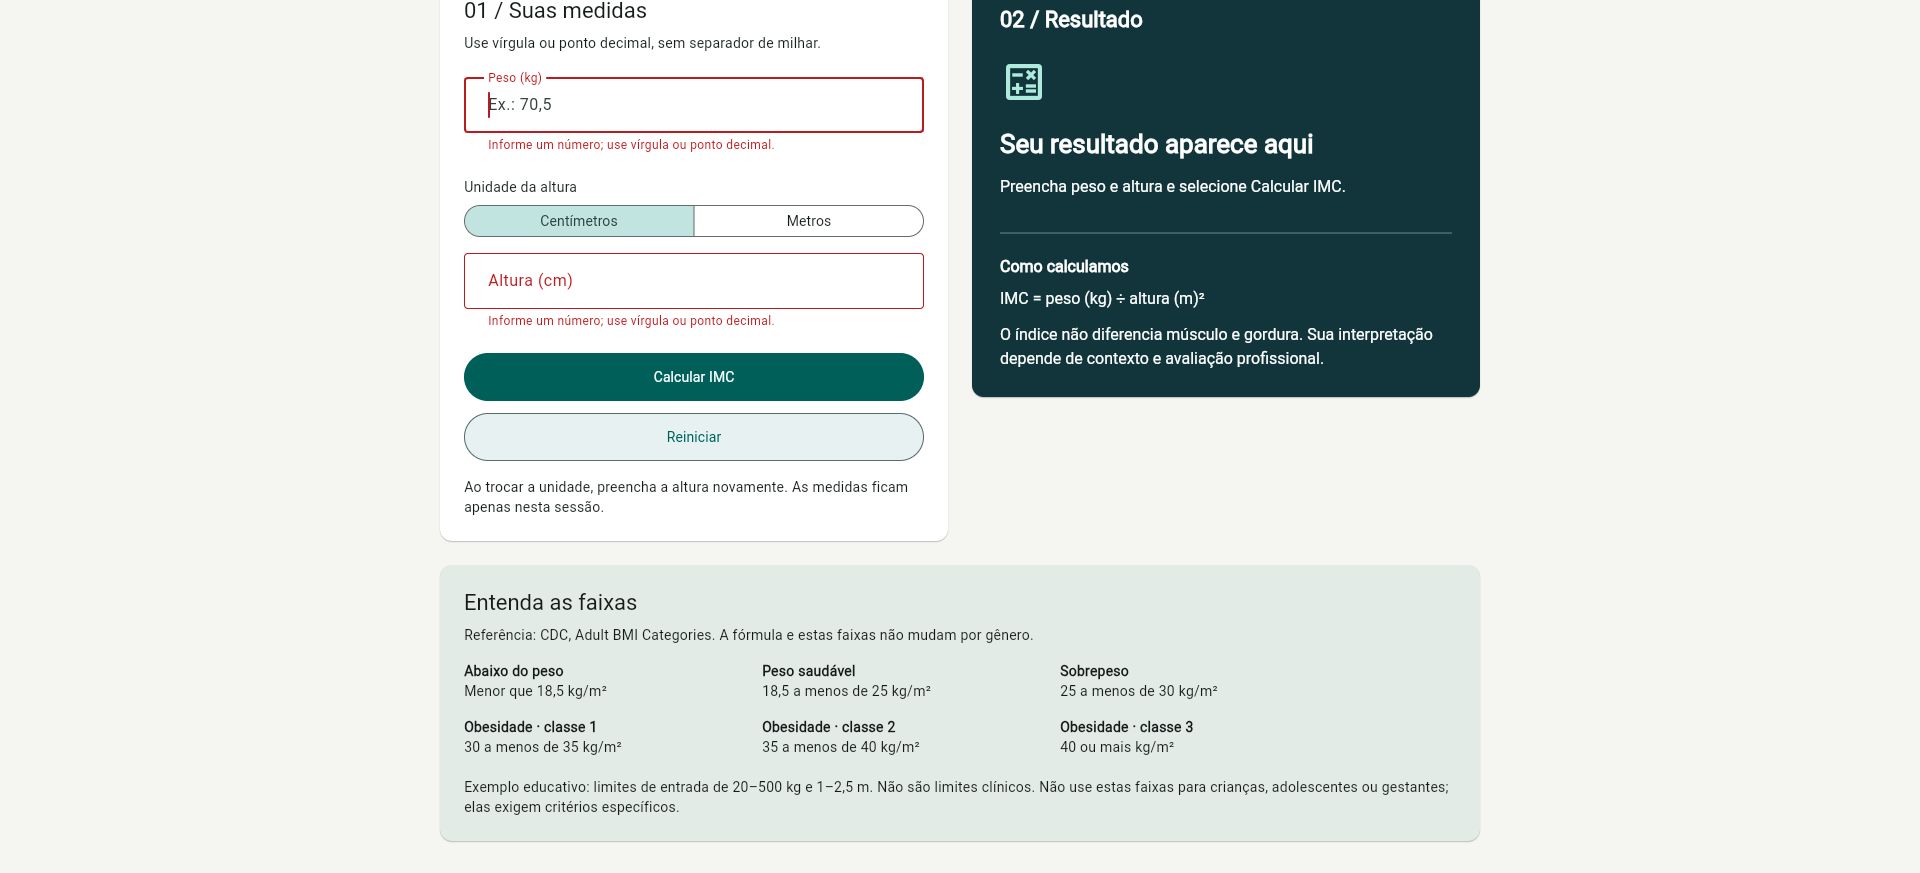 01 / Suas medidas
Use vírgula ou ponto decimal, sem separador de milhar.
Peso (kg)
Ex.: 70,5
Informe um número; use vírgula ou ponto decimal.
Unidade da altura
Centímetros
Metros
Altura (cm)
Informe um número; use vírgula ou ponto decimal.
Calcular IMC
Reiniciar
Ao trocar a unidade, preencha a altura novamente. As medidas ficam
apenas nesta sessão.
02 / Resultado
Seu resultado aparece aqui
Preencha peso e altura e selecione Calcular IMC.
Como calculamos
IMC = peso (kg) ÷ altura (m)²
O índice não diferencia músculo e gordura. Sua interpretação
depende de contexto e avaliação profissional.
Entenda as faixas
Referência: CDC, Adult BMI Categories. A fórmula e estas faixas não mudam por gênero.
Abaixo do peso
Menor que 18,5 kg/m²
Peso saudável
18,5 a menos de 25 kg/m²
Sobrepeso
25 a menos de 30 kg/m²
Obesidade · classe 1
30 a menos de 35 kg/m²
Obesidade · classe 2
35 a menos de 40 kg/m²
Obesidade · classe 3
40 ou mais kg/m²
Exemplo educativo: limites de entrada de 20–500 kg e 1–2,5 m. Não são limites clínicos. Não use estas faixas para crianças, adolescentes ou gestantes;
elas exigem critérios específicos.